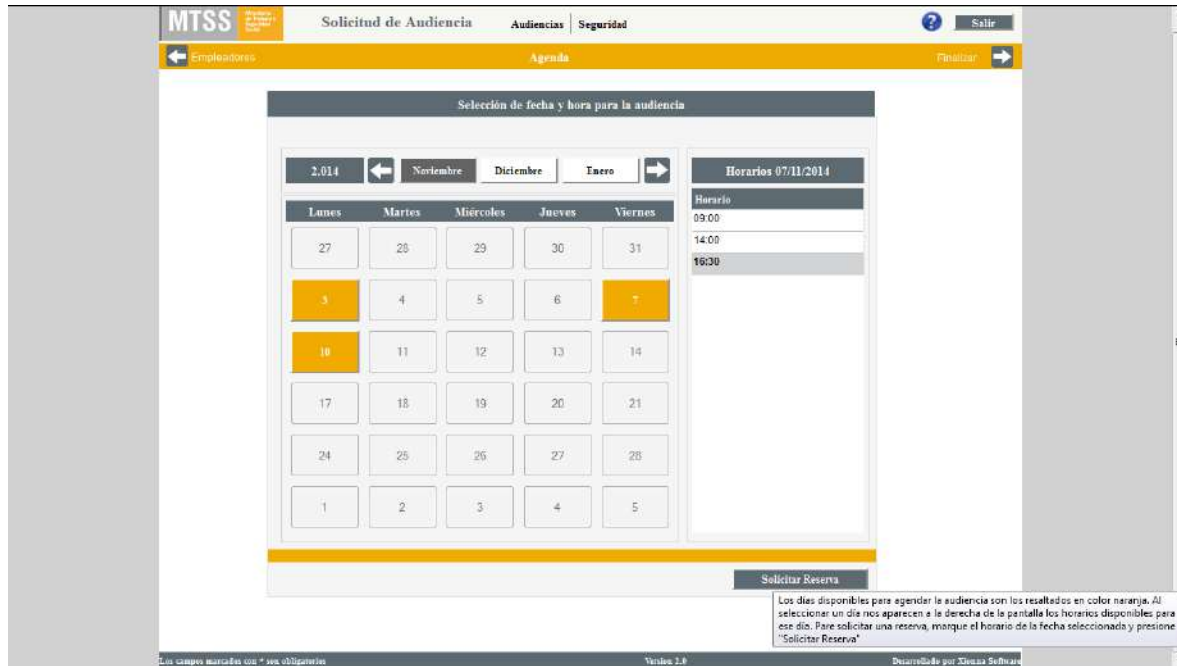 MTSS
Solicitud de Audiencia
Audiencias Seguridad
? Salir
Empleadores Agenda Finalizar
Selección de fecha y hora para la audiencia
2.014 Noviembre Diciembre Enero
Lunes Martes Miércoles Jueves Viernes
27 28 29 30 31
3 4 5 6 7
10 11 12 13 14
17 18 19 20 21
24 25 26 27 28
1 2 3 4 5
Horarios 07/11/2014
Horario
09:00
14:00
16:30
Solicitar Reserva
Los días disponibles para agendar la audiencia son los resaltados en color naranja. Al
seleccionar un día nos aparecen a la derecha de la pantalla los horarios disponibles para
ese día. Pare solicitar una reserva, marque el horario de la fecha seleccionada y presione
"Solicitar Reserva"
Los campos marcados con * son obligatorios Version 2.0 Desarrollado por Xienna Software